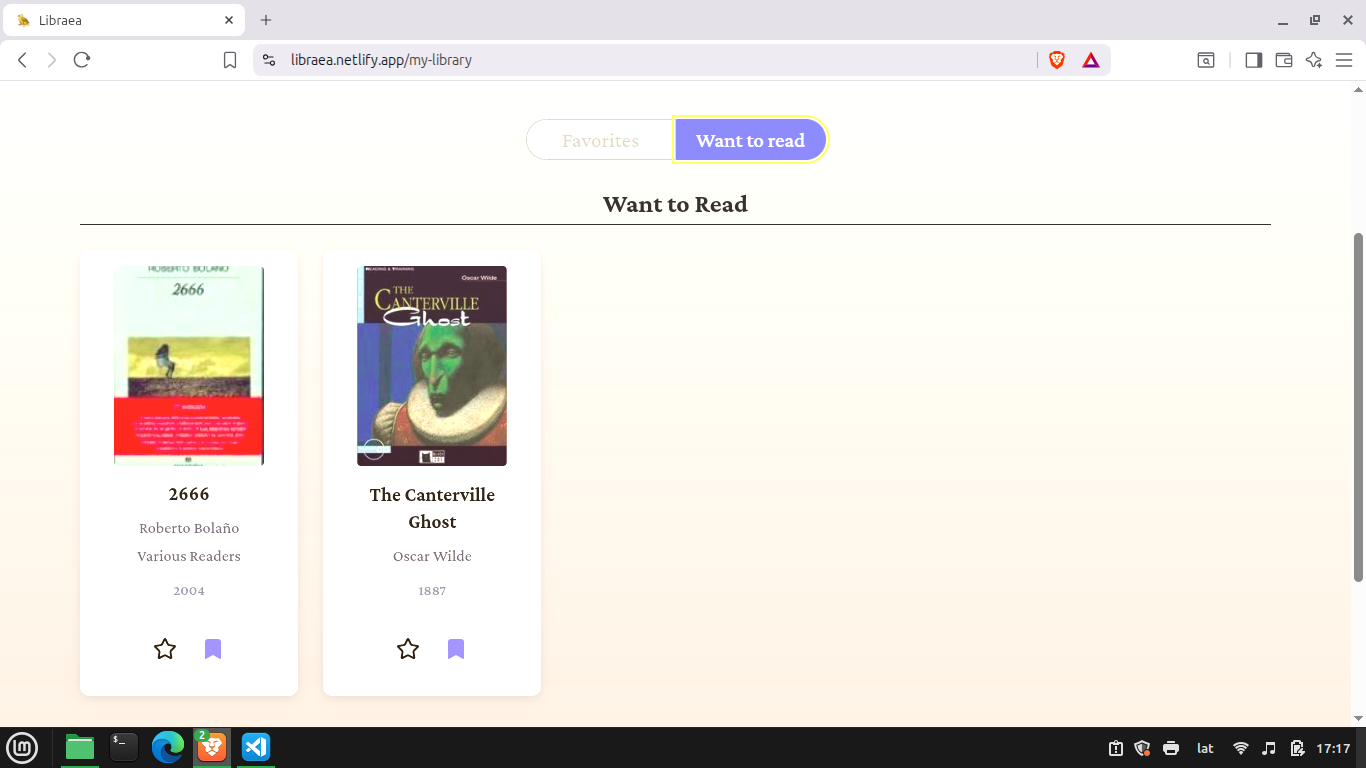 Libraea
libraea.netlify.app/my-library
Favorites
Want to read
Want to Read
ROBERTO BOLAÑO
2666
READING & TRAINING
Oscar Wilde
THE
CANTERVILLE
Ghost
2666
Roberto Bolaño
Various Readers
2004
The Canterville
Ghost
Oscar Wilde
1887
$_
2
lat
17:17